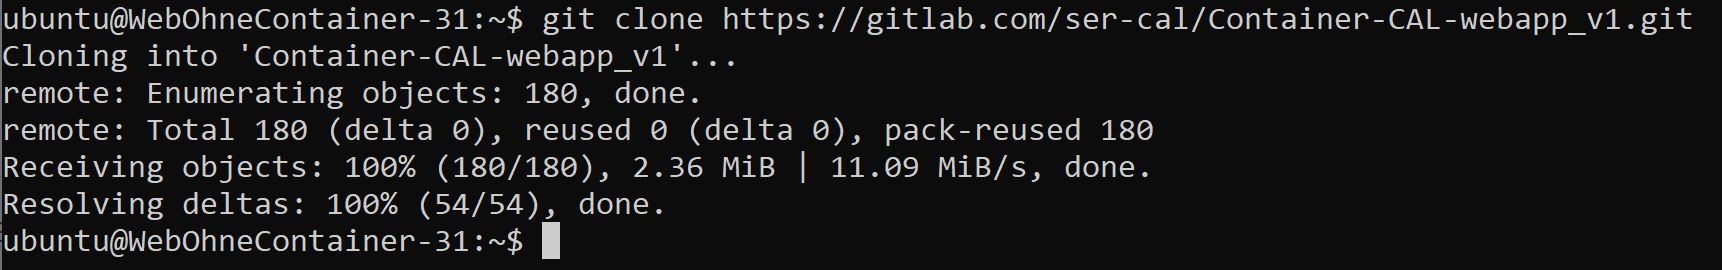 ubuntu@WebOhneContainer-31:~$ git clone https://gitlab.com/ser-cal/Container-CAL-webapp_v1.git
Cloning into 'Container-CAL-webapp_v1'...
remote: Enumerating objects: 180, done.
remote: Total 180 (delta 0), reused 0 (delta 0), pack-reused 180
Receiving objects: 100% (180/180), 2.36 MiB | 11.09 MiB/s, done.
Resolving deltas: 100% (54/54), done.
ubuntu@WebOhneContainer-31:~$